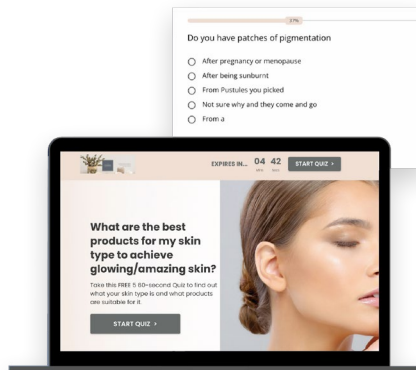 27%
Do you have patches of pigmentation
After pregnancy or menopause
After being sunburnt
From Pustules you picked
Not sure why and they come and go
From a
EXPIRES IN... 04 42 START QUIZ >
What are the best
products for my skin
type to achieve
glowing/amazing skin?
Take this FREE 5 60-second Quiz to find out
what your skin type is and what products
are suitable for it.
START QUIZ >